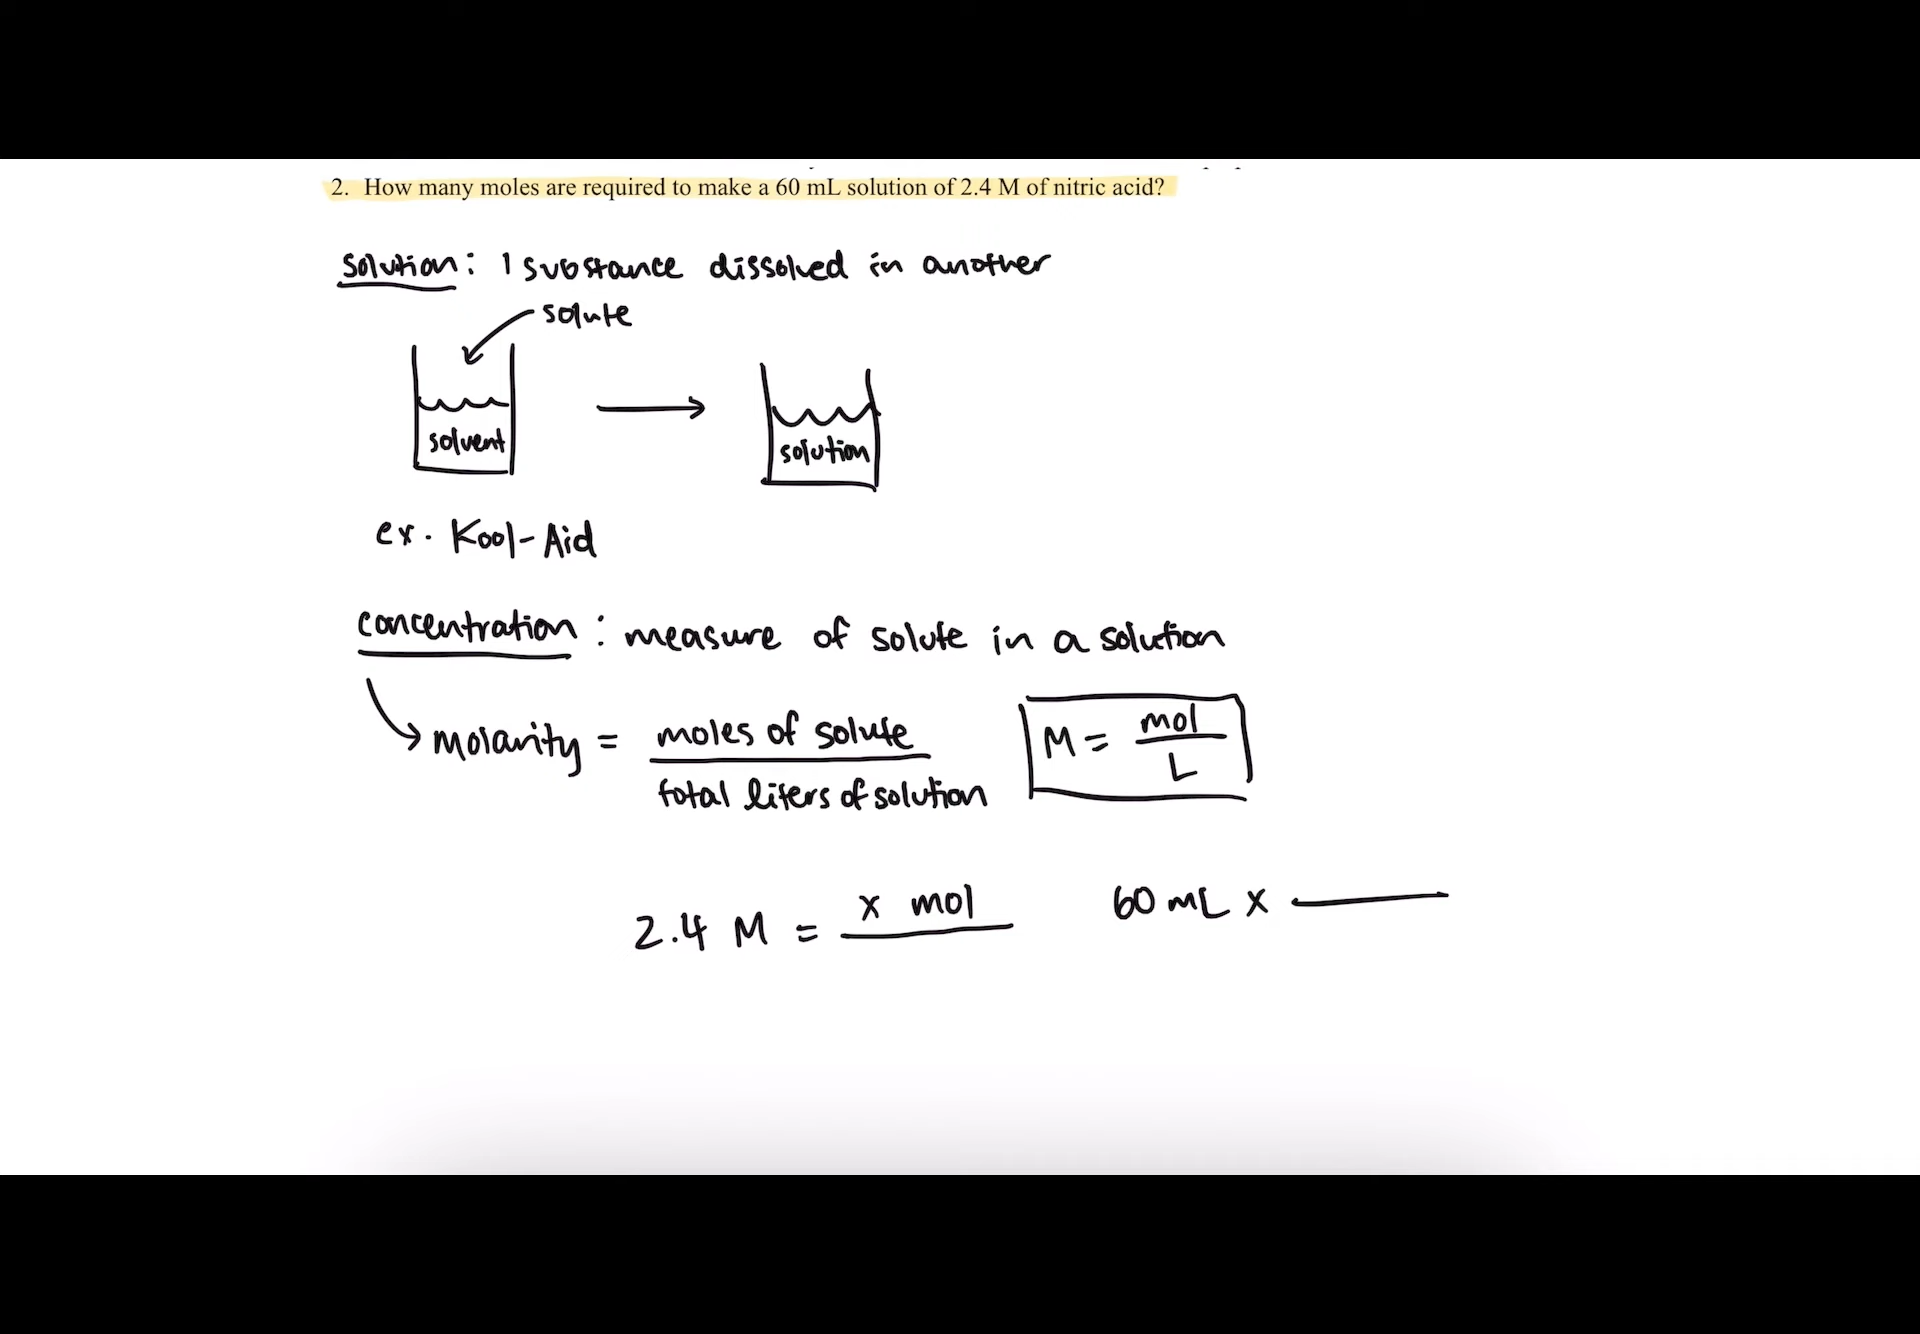 2. How many moles are required to make a 60 mL solution of 2.4 M of nitric acid?
Solution: 1 substance dissolved in another
solute
solvent
solution
ex. Kool-Aid
concentration: measure of solute in a solution
molarity = moles of solute / total liters of solution
M = mol / L
2.4 M = x mol
60 mL x